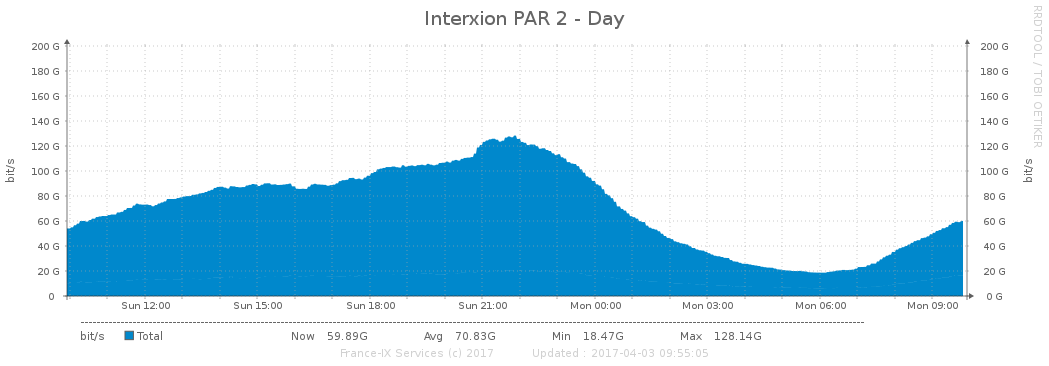 Interxion PAR 2 - Day
RRDTOOL / TOBI OETIKER
bit/s
200 G 200 G
180 G 180 G
160 G 160 G
140 G 140 G
120 G 120 G
100 G 100 G
80 G 80 G
60 G 60 G
40 G 40 G
20 G 20 G
0 0 G
bit/s
Sun 12:00 Sun 15:00 Sun 18:00 Sun 21:00 Mon 00:00 Mon 03:00 Mon 06:00 Mon 09:00
bit/s Total Now 59.89G Avg 70.83G Min 18.47G Max 128.14G
France-IX Services (c) 2017 Updated : 2017-04-03 09:55:05